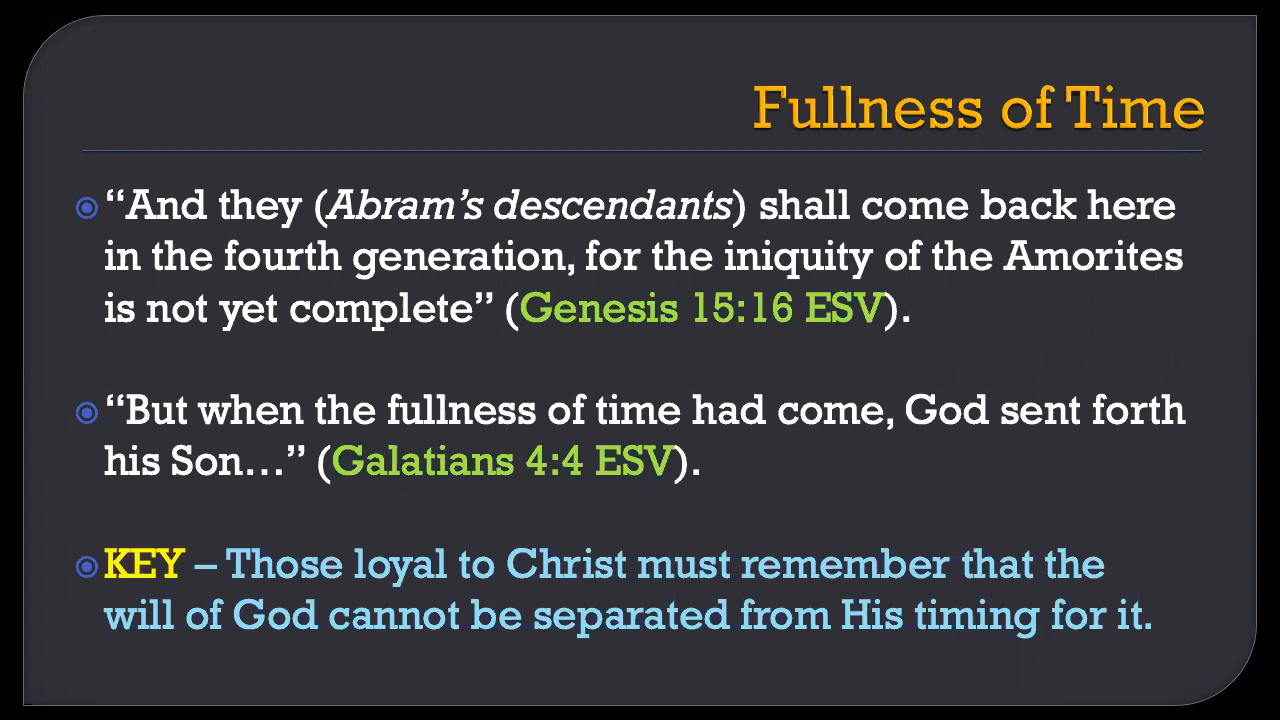 Fullness of Time
“And they (Abram’s descendants) shall come back here
in the fourth generation, for the iniquity of the Amorites
is not yet complete” (Genesis 15:16 ESV).
“But when the fullness of time had come, God sent forth
his Son…” (Galatians 4:4 ESV).
KEY – Those loyal to Christ must remember that the
will of God cannot be separated from His timing for it.